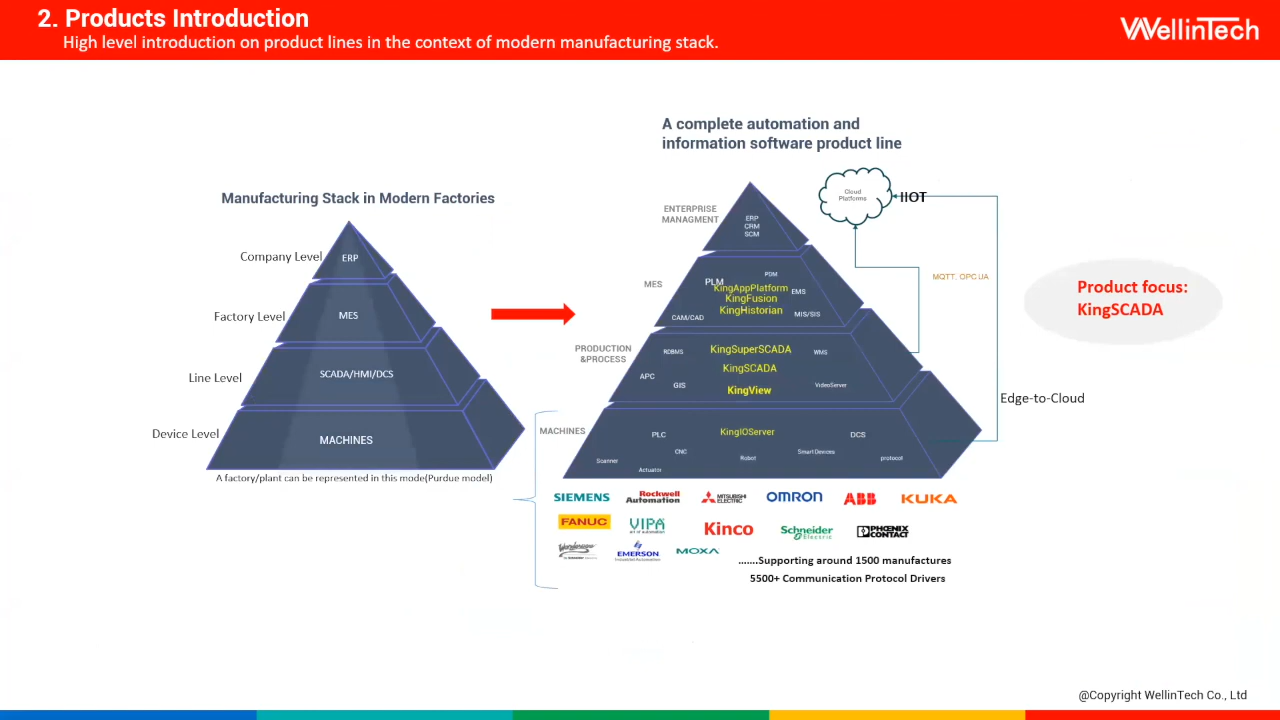 2. Products Introduction
High level introduction on product lines in the context of modern manufacturing stack.
WellinTech
Manufacturing Stack in Modern Factories
Company Level
ERP
Factory Level
MES
Line Level
SCADA/HMI/DCS
Device Level
MACHINES
A factory/plant can be represented in this mode(Purdue model)
A complete automation and
information software product line
Cloud
Platforms
IIOT
ENTERPRISE
MANAGMENT
ERP
CRM
SCM
MES
PLM
PDM
KingAppPlatform
EMS
KingFusion
KingHistorian
CAM/CAD
MIS/SIS
MQTT, OPC.UA
PRODUCTION
&PROCESS
RDBMS
KingSuperSCADA
WMS
KingSCADA
APC
GIS
KingView
VideoServer
Edge-to-Cloud
MACHINES
PLC
KingIOServer
DCS
CNC
Smart Devices
Scanner
Robot
protocol
Actuator
Product focus:
KingSCADA
SIEMENS
Rockwell
Automation
MITSUBISHI
ELECTRIC
OMRON
ABB
KUKA
FANUC
VIPA
Kinco
Schneider
Electric
PHŒNIX
CONTACT
Wonderware
EMERSON
MOXA
.......Supporting around 1500 manufactures
5500+ Communication Protocol Drivers
@Copyright WellinTech Co., Ltd